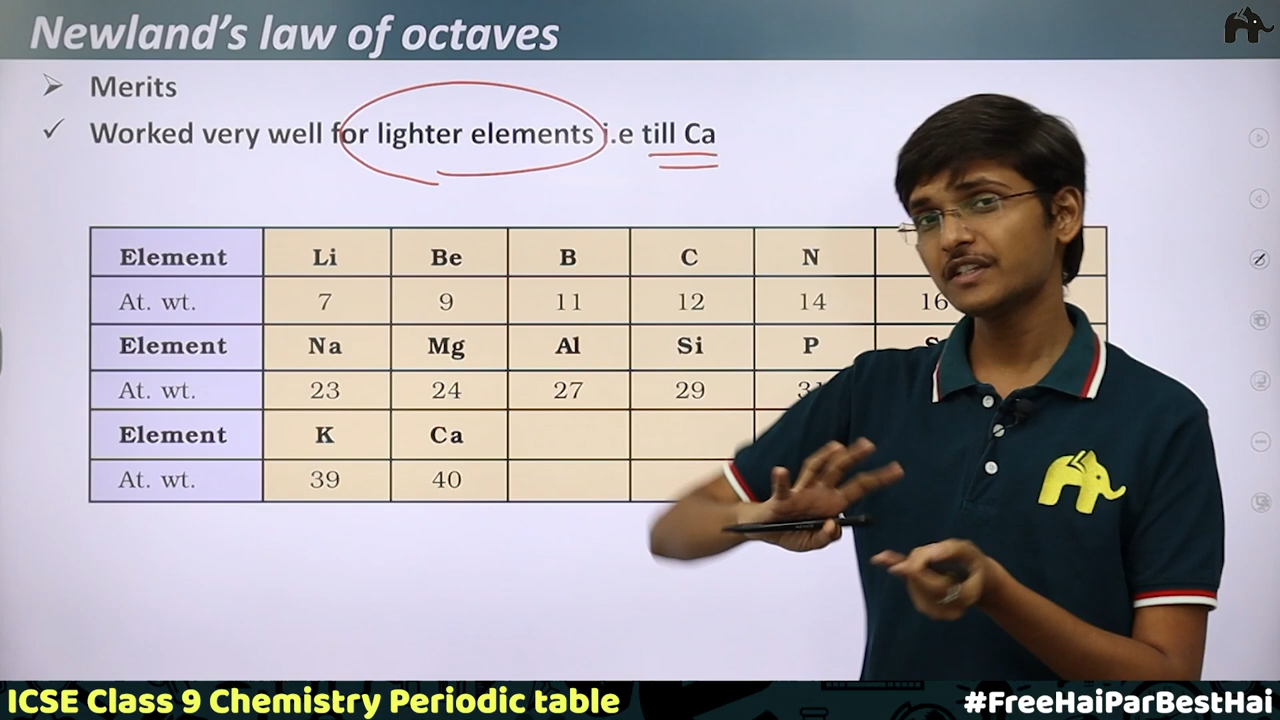 Newland's law of octaves
➢ Merits
✓ Worked very well for lighter elements i.e till Ca
Element Li Be B C N
At. wt. 7 9 11 12 14 16
Element Na Mg Al Si P S
At. wt. 23 24 27 29 31
Element K Ca
At. wt. 39 40
ICSE Class 9 Chemistry Periodic table
#FreeHaiParBestHai